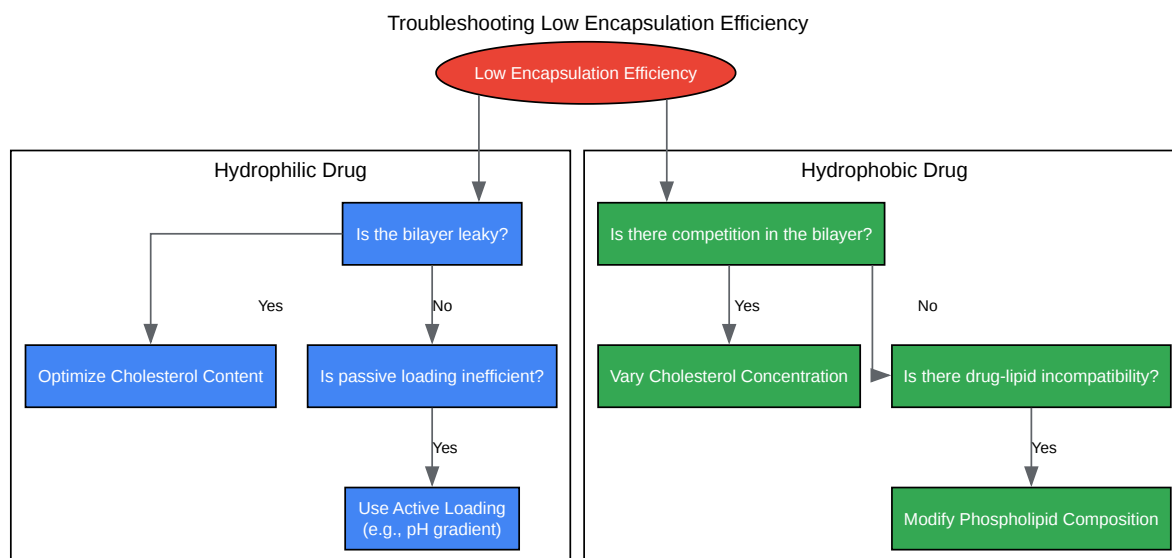 Troubleshooting Low Encapsulation Efficiency
Low Encapsulation Efficiency
Hydrophilic Drug
Is the bilayer leaky?
Yes
No
Optimize Cholesterol Content
Is passive loading inefficient?
Yes
Use Active Loading
(e.g., pH gradient)
Hydrophobic Drug
Is there competition in the bilayer?
Yes
No
Vary Cholesterol Concentration
Is there drug-lipid incompatibility?
Yes
Modify Phospholipid Composition